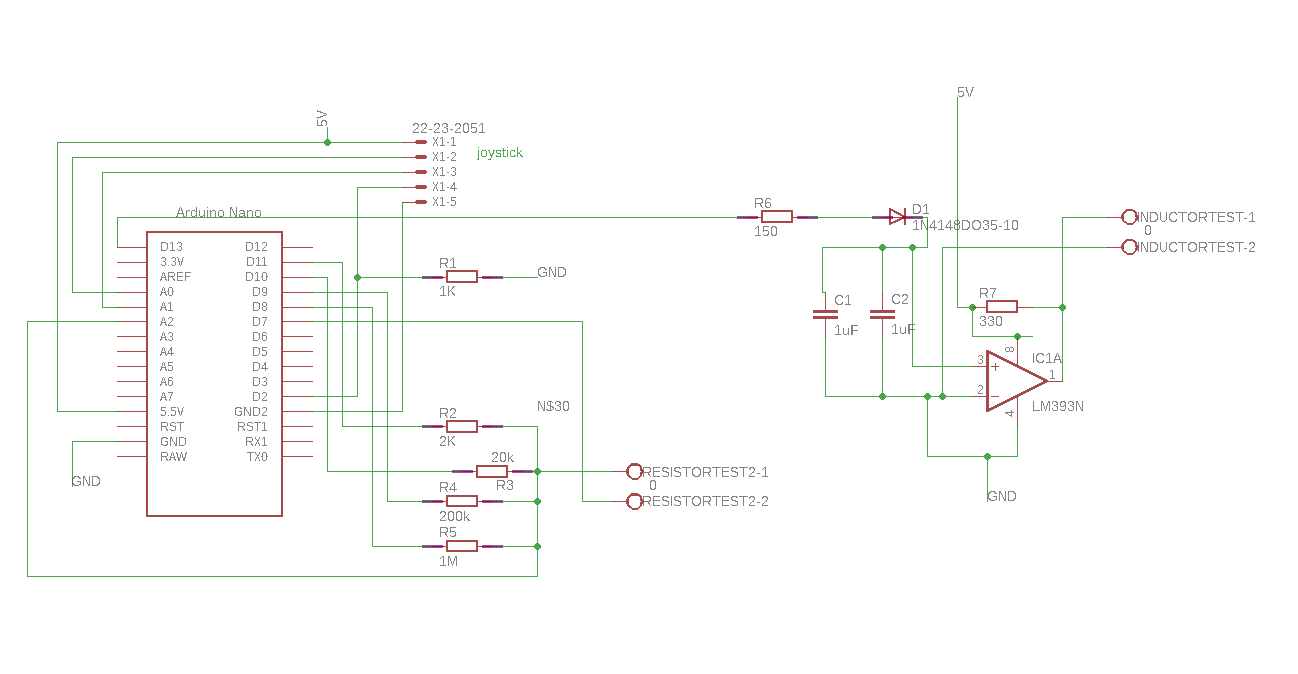 5V
5V
22-23-2051
X1-1
X1-2
joystick
X1-3
X1-4
X1-5
Arduino Nano
R6
150
D1
1N4148DO35-10
INDUCTORTEST-1
0
INDUCTORTEST-2
D13 D12
3.3V D11
AREF D10
A0 D9
A1 D8
A2 D7
A3 D6
A4 D5
A5 D4
A6 D3
A7 D2
5.5V GND2
RST RST1
GND RX1
RAW TX0
GND
R1
1K
GND
C1
1uF
C2
1uF
R7
330
8
IC1A
3
+
1
2
-
4
LM393N
GND
R2
2K
N$30
20k
R3
RESISTORTEST2-1
0
RESISTORTEST2-2
R4
200k
R5
1M